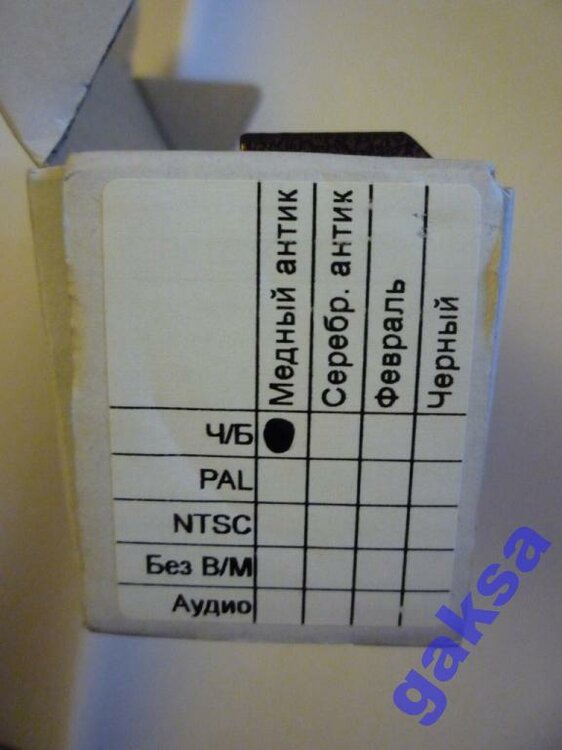 Медный антик
Серебр. антик
Февраль
Черный
Ч/Б
PAL
NTSC
Без В/М
Аудио
gaksa